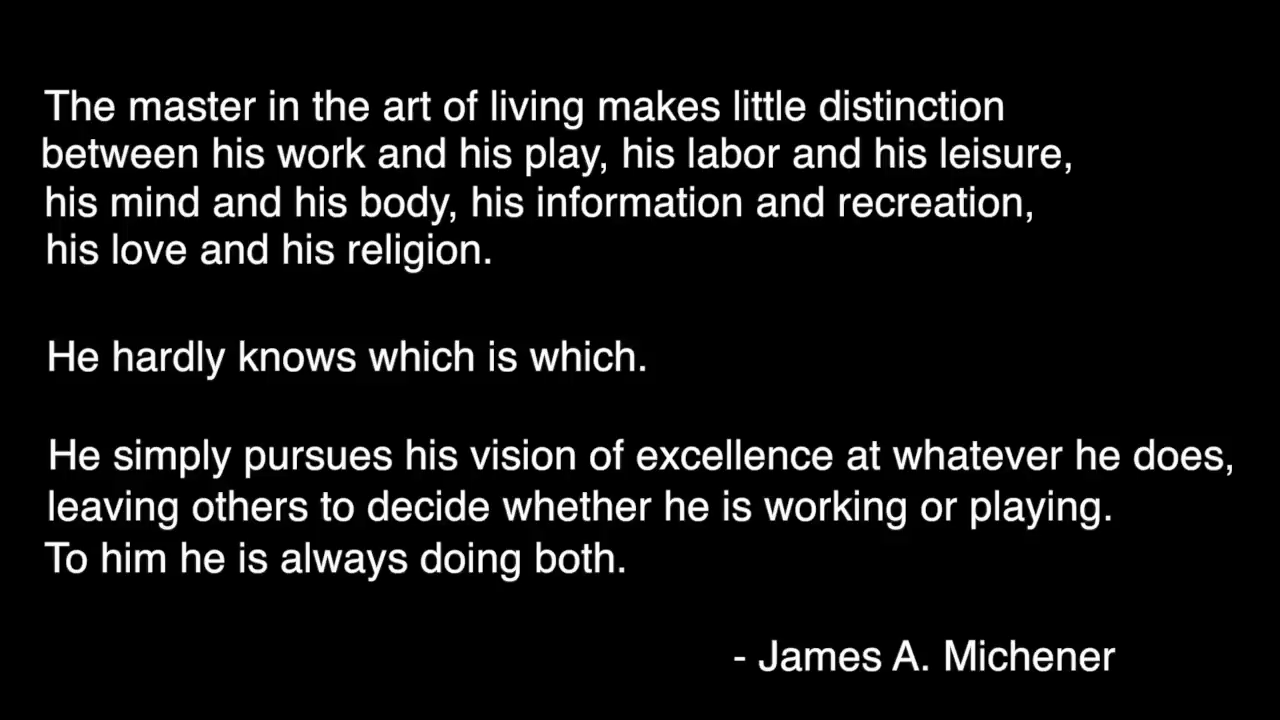 The master in the art of living makes little distinction
between his work and his play, his labor and his leisure,
his mind and his body, his information and recreation,
his love and his religion.
He hardly knows which is which.
He simply pursues his vision of excellence at whatever he does,
leaving others to decide whether he is working or playing.
To him he is always doing both.
- James A. Michener